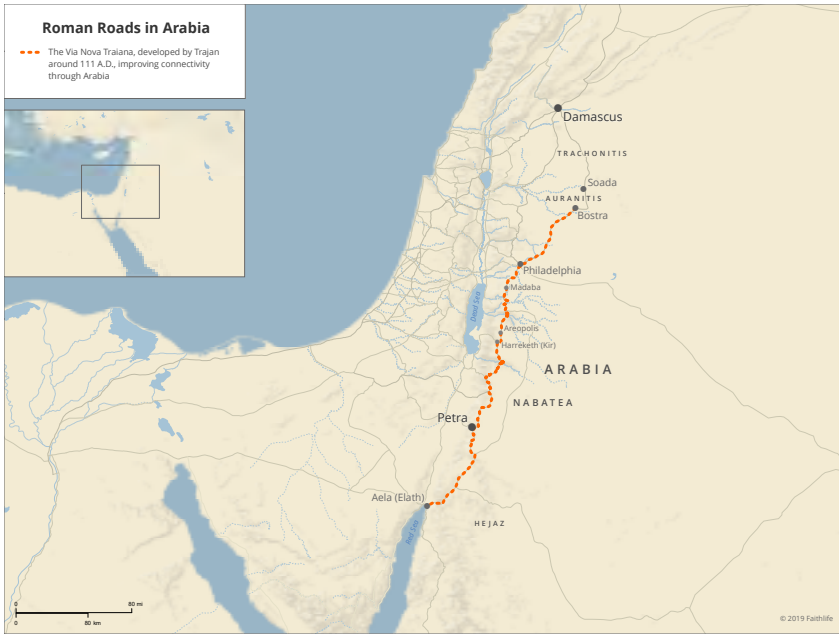 Roman Roads in Arabia
The Via Nova Traiana, developed by Trajan
around 111 A.D., improving connectivity
through Arabia
Damascus
TRACHONITIS
Soada
AURANITIS
Bostra
Philadelphia
Madaba
Dead Sea
Areopolis
Harreketh (Kir)
ARABIA
NABATEA
Petra
Aela (Elath)
Red Sea
HEJAZ
0 80 mi
0 80 km
© 2019 Faithlife